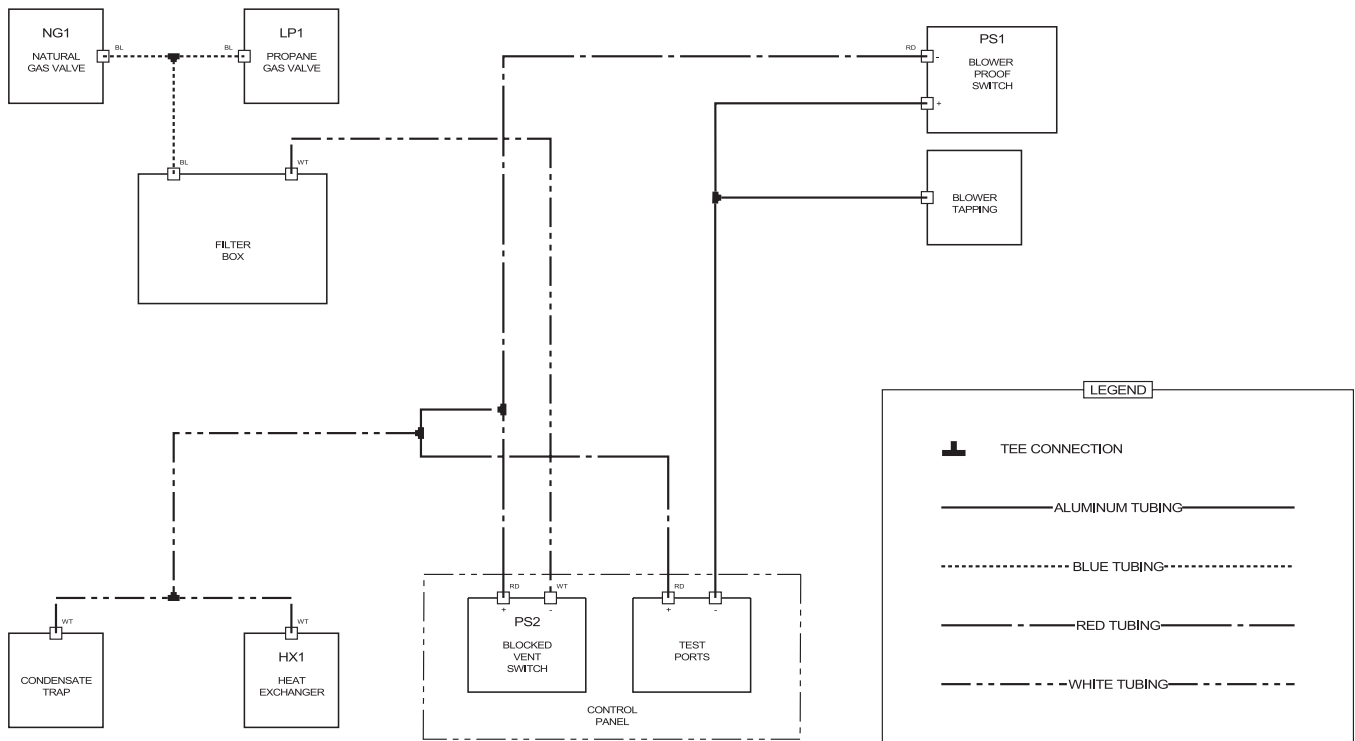 NG1
NATURAL
GAS VALVE
BL
BL
LP1
PROPANE
GAS VALVE
RD
-
+
PS1
BLOWER
PROOF
SWITCH
BL
WT
FILTER
BOX
BLOWER
TAPPING
LEGEND
TEE CONNECTION
ALUMINUM TUBING
BLUE TUBING
RED TUBING
WHITE TUBING
WT
CONDENSATE
TRAP
WT
HX1
HEAT
EXCHANGER
RD
WT
+
-
PS2
BLOCKED
VENT
SWITCH
RD
+
-
TEST
PORTS
CONTROL
PANEL